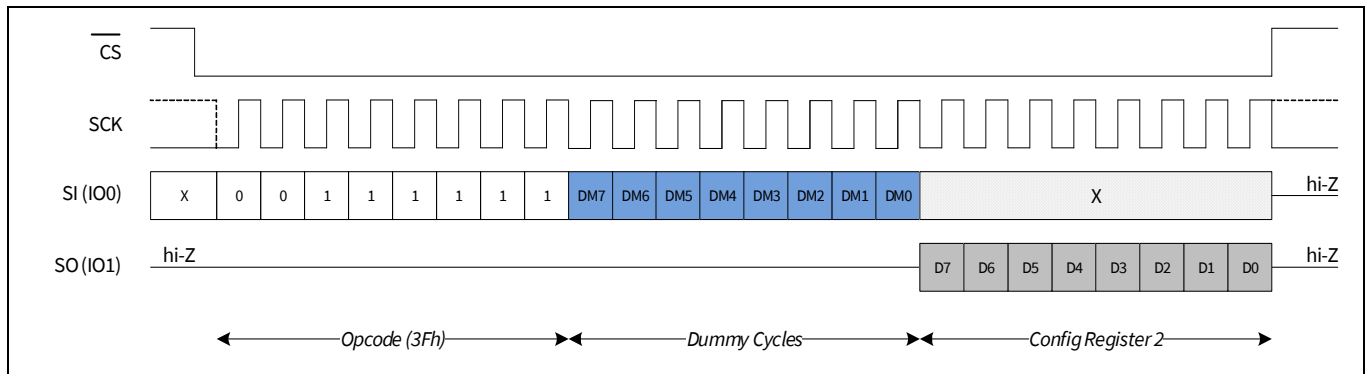 CS
SCK
SI (IO0) X 0 0 1 1 1 1 1 1 DM7 DM6 DM5 DM4 DM3 DM2 DM1 DM0 X hi-Z
SO (IO1) hi-Z D7 D6 D5 D4 D3 D2 D1 D0 hi-Z
Opcode (3Fh) Dummy Cycles Config Register 2